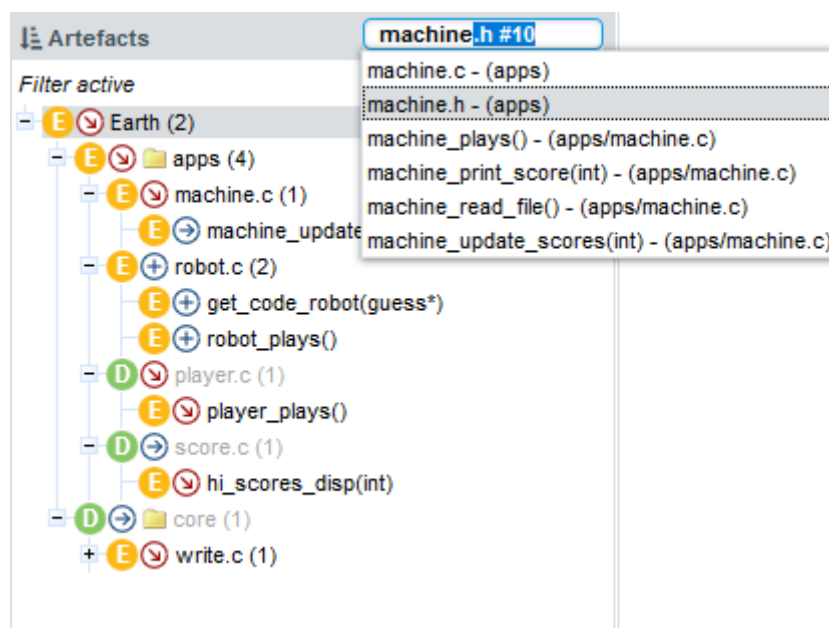 Artefacts
machine.h #10
Filter active
machine.c - (apps)
machine.h - (apps)
machine_plays() - (apps/machine.c)
machine_print_score(int) - (apps/machine.c)
machine_read_file() - (apps/machine.c)
machine_update_scores(int) - (apps/machine.c)
E Earth (2)
E apps (4)
E machine.c (1)
E machine_update
E robot.c (2)
E get_code_robot(guess*)
E robot_plays()
D player.c (1)
E player_plays()
D score.c (1)
E hi_scores_disp(int)
D core (1)
E write.c (1)